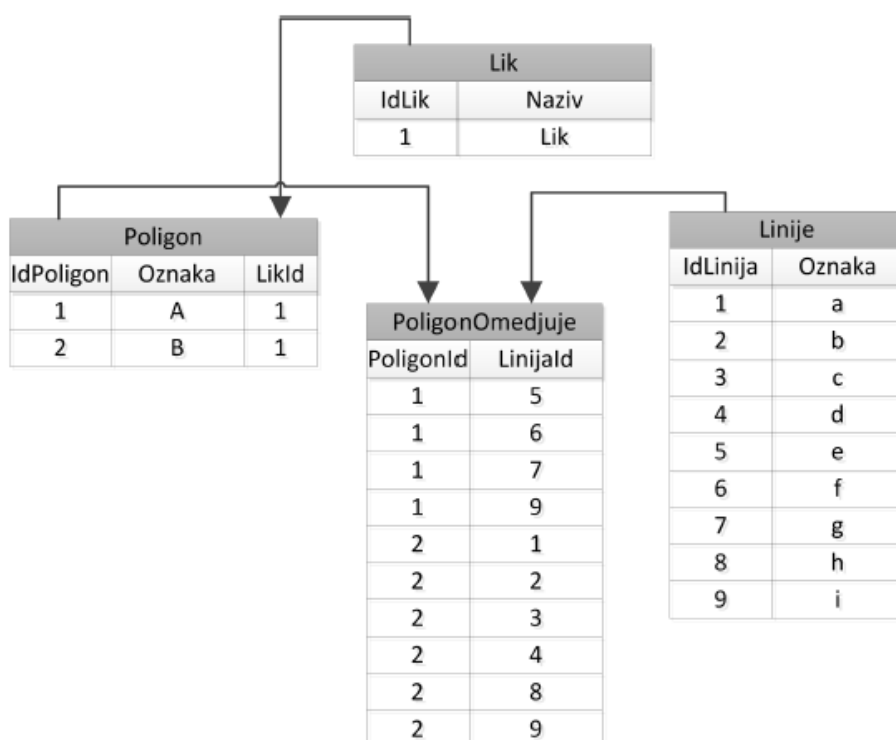 Lik
IdLik Naziv
1 Lik
Poligon
IdPoligon Oznaka LikId
1 A 1
2 B 1
PoligonOmedjuje
PoligonId LinijaId
1 5
1 6
1 7
1 9
2 1
2 2
2 3
2 4
2 8
2 9
Linije
IdLinija Oznaka
1 a
2 b
3 c
4 d
5 e
6 f
7 g
8 h
9 i